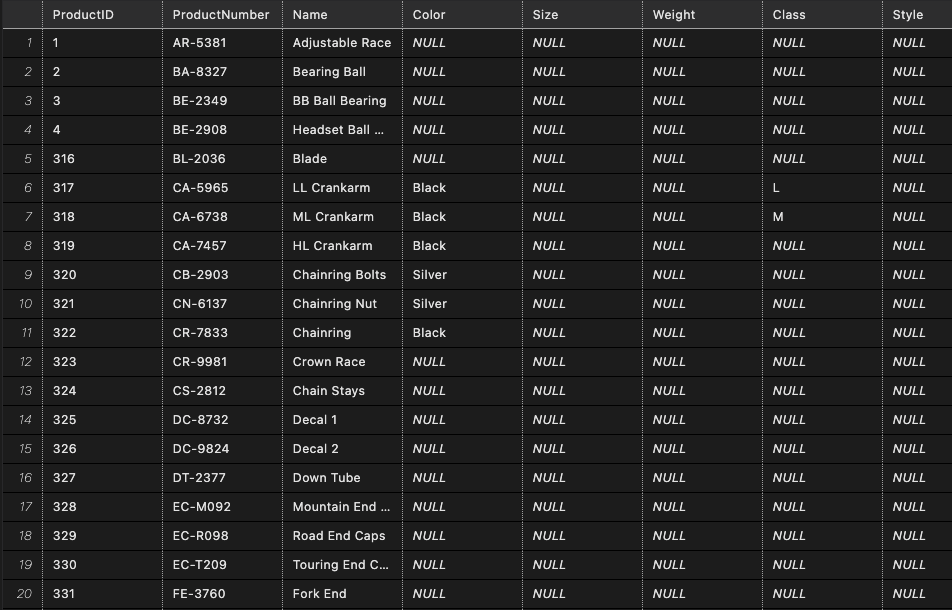 ProductID ProductNumber Name Color Size Weight Class Style
1 1 AR-5381 Adjustable Race NULL NULL NULL NULL NULL
2 2 BA-8327 Bearing Ball NULL NULL NULL NULL NULL
3 3 BE-2349 BB Ball Bearing NULL NULL NULL NULL NULL
4 4 BE-2908 Headset Ball ... NULL NULL NULL NULL NULL
5 316 BL-2036 Blade NULL NULL NULL NULL NULL
6 317 CA-5965 LL Crankarm Black NULL NULL L NULL
7 318 CA-6738 ML Crankarm Black NULL NULL M NULL
8 319 CA-7457 HL Crankarm Black NULL NULL NULL NULL
9 320 CB-2903 Chainring Bolts Silver NULL NULL NULL NULL
10 321 CN-6137 Chainring Nut Silver NULL NULL NULL NULL
11 322 CR-7833 Chainring Black NULL NULL NULL NULL
12 323 CR-9981 Crown Race NULL NULL NULL NULL NULL
13 324 CS-2812 Chain Stays NULL NULL NULL NULL NULL
14 325 DC-8732 Decal 1 NULL NULL NULL NULL NULL
15 326 DC-9824 Decal 2 NULL NULL NULL NULL NULL
16 327 DT-2377 Down Tube NULL NULL NULL NULL NULL
17 328 EC-M092 Mountain End ... NULL NULL NULL NULL NULL
18 329 EC-R098 Road End Caps NULL NULL NULL NULL NULL
19 330 EC-T209 Touring End C... NULL NULL NULL NULL NULL
20 331 FE-3760 Fork End NULL NULL NULL NULL NULL